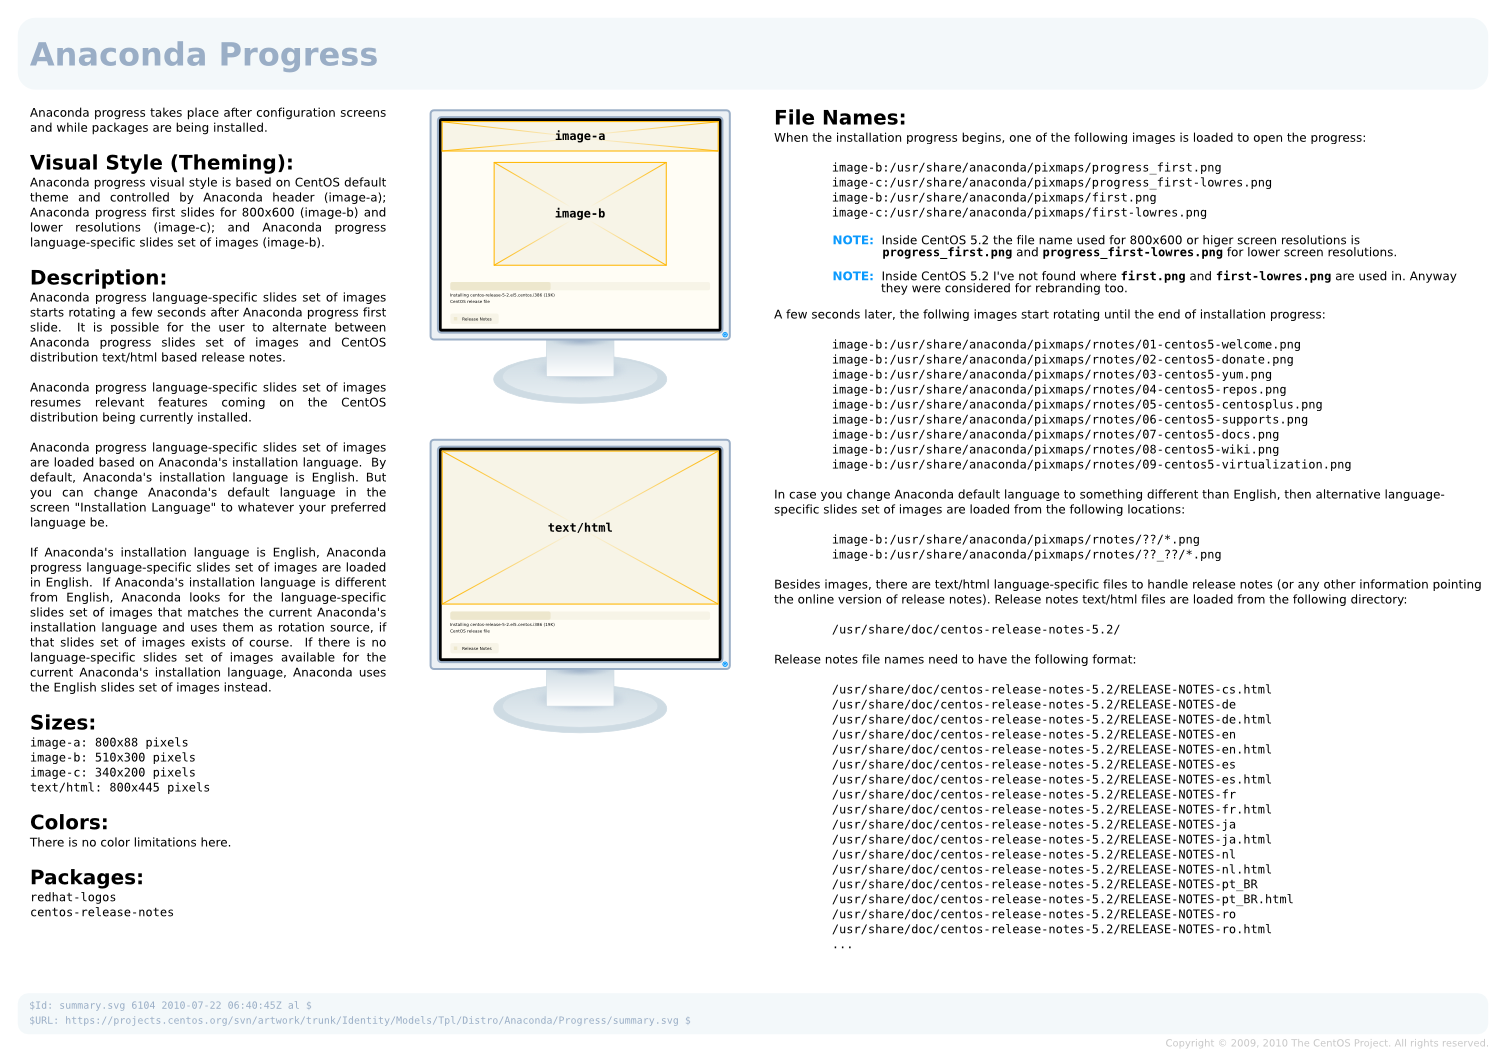 Anaconda Progress
Anaconda progress takes place after configuration screens
and while packages are being installed.
Visual Style (Theming):
Anaconda progress visual style is based on CentOS default
theme and controlled by Anaconda header (image-a);
Anaconda progress first slides for 800x600 (image-b) and
lower resolutions (image-c); and Anaconda progress
language-specific slides set of images (image-b).
Description:
Anaconda progress language-specific slides set of images
starts rotating a few seconds after Anaconda progress first
slide. It is possible for the user to alternate between
Anaconda progress slides set of images and CentOS
distribution text/html based release notes.
Anaconda progress language-specific slides set of images
resumes relevant features coming on the CentOS
distribution being currently installed.
Anaconda progress language-specific slides set of images
are loaded based on Anaconda's installation language. By
default, Anaconda's installation language is English. But
you can change Anaconda's default language in the
screen "Installation Language" to whatever your preferred
language be.
If Anaconda's installation language is English, Anaconda
progress language-specific slides set of images are loaded
in English. If Anaconda's installation language is different
from English, Anaconda looks for the language-specific
slides set of images that matches the current Anaconda's
installation language and uses them as rotation source, if
that slides set of images exists of course. If there is no
language-specific slides set of images available for the
current Anaconda's installation language, Anaconda uses
the English slides set of images instead.
Sizes:
image-a: 800x88 pixels
image-b: 510x300 pixels
image-c: 340x200 pixels
text/html: 800x445 pixels
Colors:
There is no color limitations here.
Packages:
redhat-logos
centos-release-notes
image-a
image-b
Installing centos-release-5-2.el5.centos.i386 (19K)
CentOS release file
Release Notes
text/html
Installing centos-release-5-2.el5.centos.i386 (19K)
CentOS release file
Release Notes
File Names:
When the installation progress begins, one of the following images is loaded to open the progress:
image-b:/usr/share/anaconda/pixmaps/progress_first.png
image-c:/usr/share/anaconda/pixmaps/progress_first-lowres.png
image-b:/usr/share/anaconda/pixmaps/first.png
image-c:/usr/share/anaconda/pixmaps/first-lowres.png
NOTE: Inside CentOS 5.2 the file name used for 800x600 or higer screen resolutions is
progress_first.png and progress_first-lowres.png for lower screen resolutions.
NOTE: Inside CentOS 5.2 I've not found where first.png and first-lowres.png are used in. Anyway
they were considered for rebranding too.
A few seconds later, the follwing images start rotating until the end of installation progress:
image-b:/usr/share/anaconda/pixmaps/rnotes/01-centos5-welcome.png
image-b:/usr/share/anaconda/pixmaps/rnotes/02-centos5-donate.png
image-b:/usr/share/anaconda/pixmaps/rnotes/03-centos5-yum.png
image-b:/usr/share/anaconda/pixmaps/rnotes/04-centos5-repos.png
image-b:/usr/share/anaconda/pixmaps/rnotes/05-centos5-centosplus.png
image-b:/usr/share/anaconda/pixmaps/rnotes/06-centos5-supports.png
image-b:/usr/share/anaconda/pixmaps/rnotes/07-centos5-docs.png
image-b:/usr/share/anaconda/pixmaps/rnotes/08-centos5-wiki.png
image-b:/usr/share/anaconda/pixmaps/rnotes/09-centos5-virtualization.png
In case you change Anaconda default language to something different than English, then alternative language-
specific slides set of images are loaded from the following locations:
image-b:/usr/share/anaconda/pixmaps/rnotes/??/*.png
image-b:/usr/share/anaconda/pixmaps/rnotes/??_??/*.png
Besides images, there are text/html language-specific files to handle release notes (or any other information pointing
the online version of release notes). Release notes text/html files are loaded from the following directory:
/usr/share/doc/centos-release-notes-5.2/
Release notes file names need to have the following format:
/usr/share/doc/centos-release-notes-5.2/RELEASE-NOTES-cs.html
/usr/share/doc/centos-release-notes-5.2/RELEASE-NOTES-de
/usr/share/doc/centos-release-notes-5.2/RELEASE-NOTES-de.html
/usr/share/doc/centos-release-notes-5.2/RELEASE-NOTES-en
/usr/share/doc/centos-release-notes-5.2/RELEASE-NOTES-en.html
/usr/share/doc/centos-release-notes-5.2/RELEASE-NOTES-es
/usr/share/doc/centos-release-notes-5.2/RELEASE-NOTES-es.html
/usr/share/doc/centos-release-notes-5.2/RELEASE-NOTES-fr
/usr/share/doc/centos-release-notes-5.2/RELEASE-NOTES-fr.html
/usr/share/doc/centos-release-notes-5.2/RELEASE-NOTES-ja
/usr/share/doc/centos-release-notes-5.2/RELEASE-NOTES-ja.html
/usr/share/doc/centos-release-notes-5.2/RELEASE-NOTES-nl
/usr/share/doc/centos-release-notes-5.2/RELEASE-NOTES-nl.html
/usr/share/doc/centos-release-notes-5.2/RELEASE-NOTES-pt_BR
/usr/share/doc/centos-release-notes-5.2/RELEASE-NOTES-pt_BR.html
/usr/share/doc/centos-release-notes-5.2/RELEASE-NOTES-ro
/usr/share/doc/centos-release-notes-5.2/RELEASE-NOTES-ro.html
...
$Id: summary.svg 6104 2010-07-22 06:40:45Z al $
$URL: https://projects.centos.org/svn/artwork/trunk/Identity/Models/Tpl/Distro/Anaconda/Progress/summary.svg $
Copyright © 2009, 2010 The CentOS Project. All rights reserved.